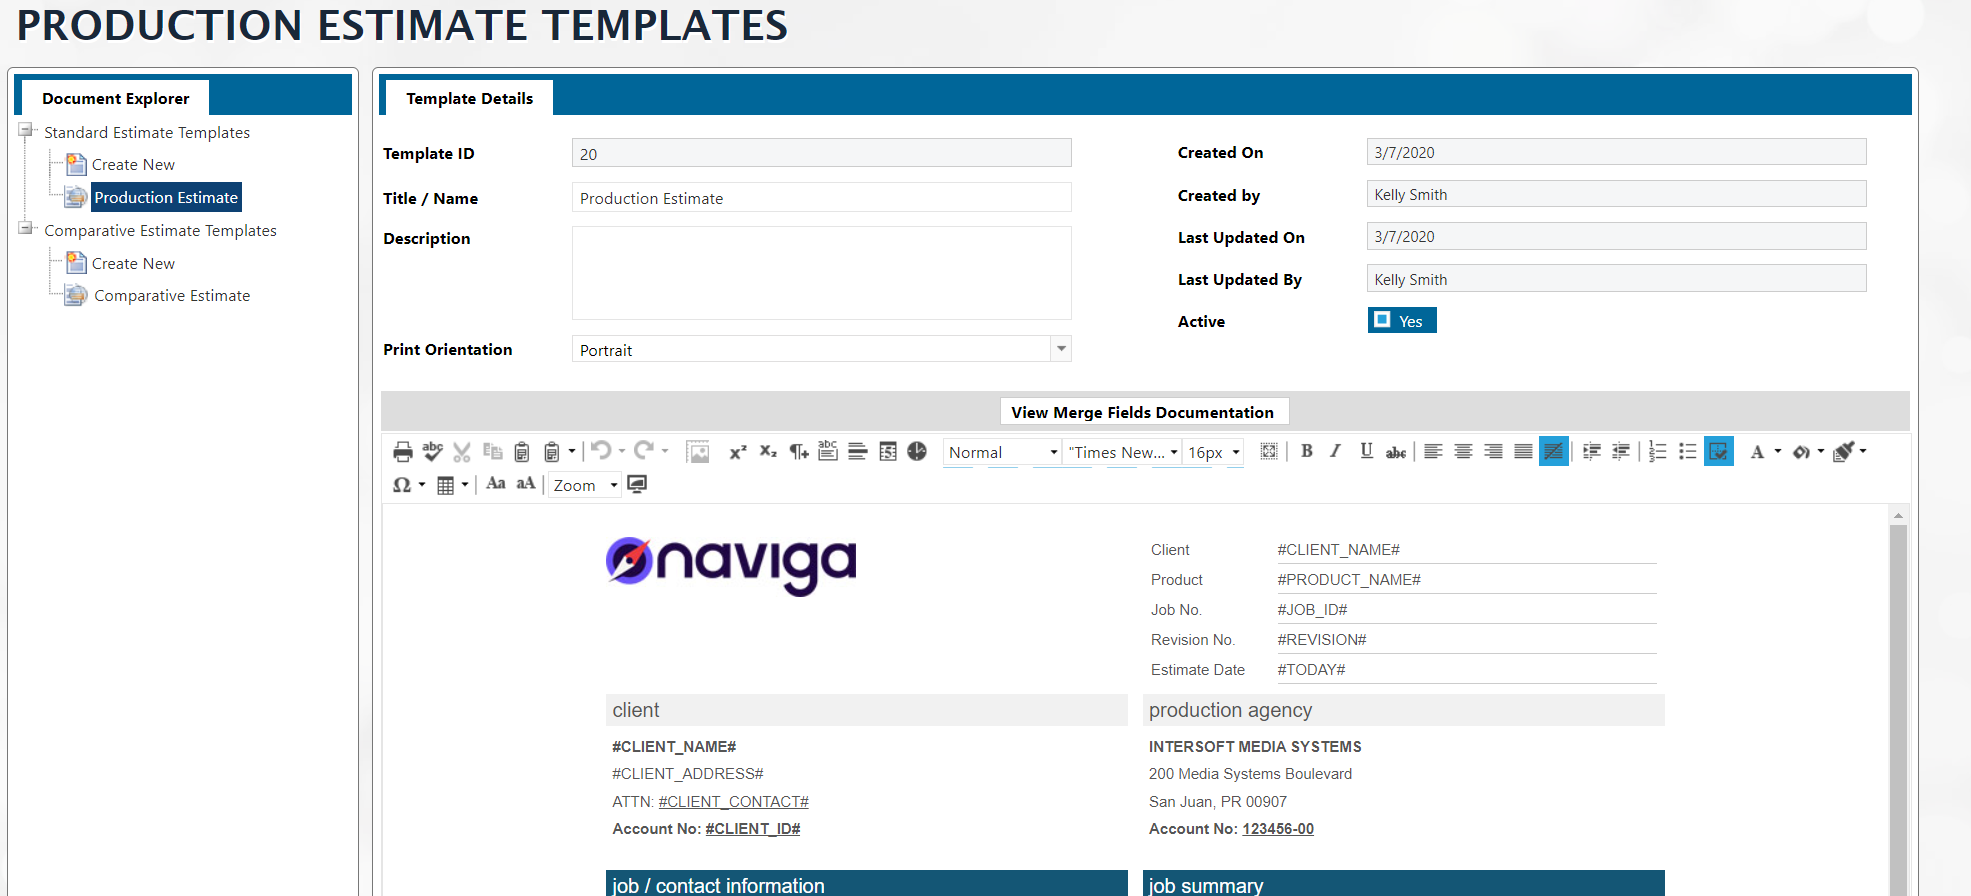 PRODUCTION ESTIMATE TEMPLATES
Document Explorer
Standard Estimate Templates
Create New
Production Estimate
Comparative Estimate Templates
Create New
Comparative Estimate
Template Details
Template ID 20
Title / Name Production Estimate
Description
Print Orientation Portrait
Created On 3/7/2020
Created by Kelly Smith
Last Updated On 3/7/2020
Last Updated By Kelly Smith
Active Yes
View Merge Fields Documentation
Normal "Times New... 16px
Zoom
naviga
Client #CLIENT_NAME#
Product #PRODUCT_NAME#
Job No. #JOB_ID#
Revision No. #REVISION#
Estimate Date #TODAY#
client
#CLIENT_NAME#
#CLIENT_ADDRESS#
ATTN: #CLIENT_CONTACT#
Account No: #CLIENT_ID#
production agency
INTERSOFT MEDIA SYSTEMS
200 Media Systems Boulevard
San Juan, PR 00907
Account No: 123456-00
job / contact information
job summary